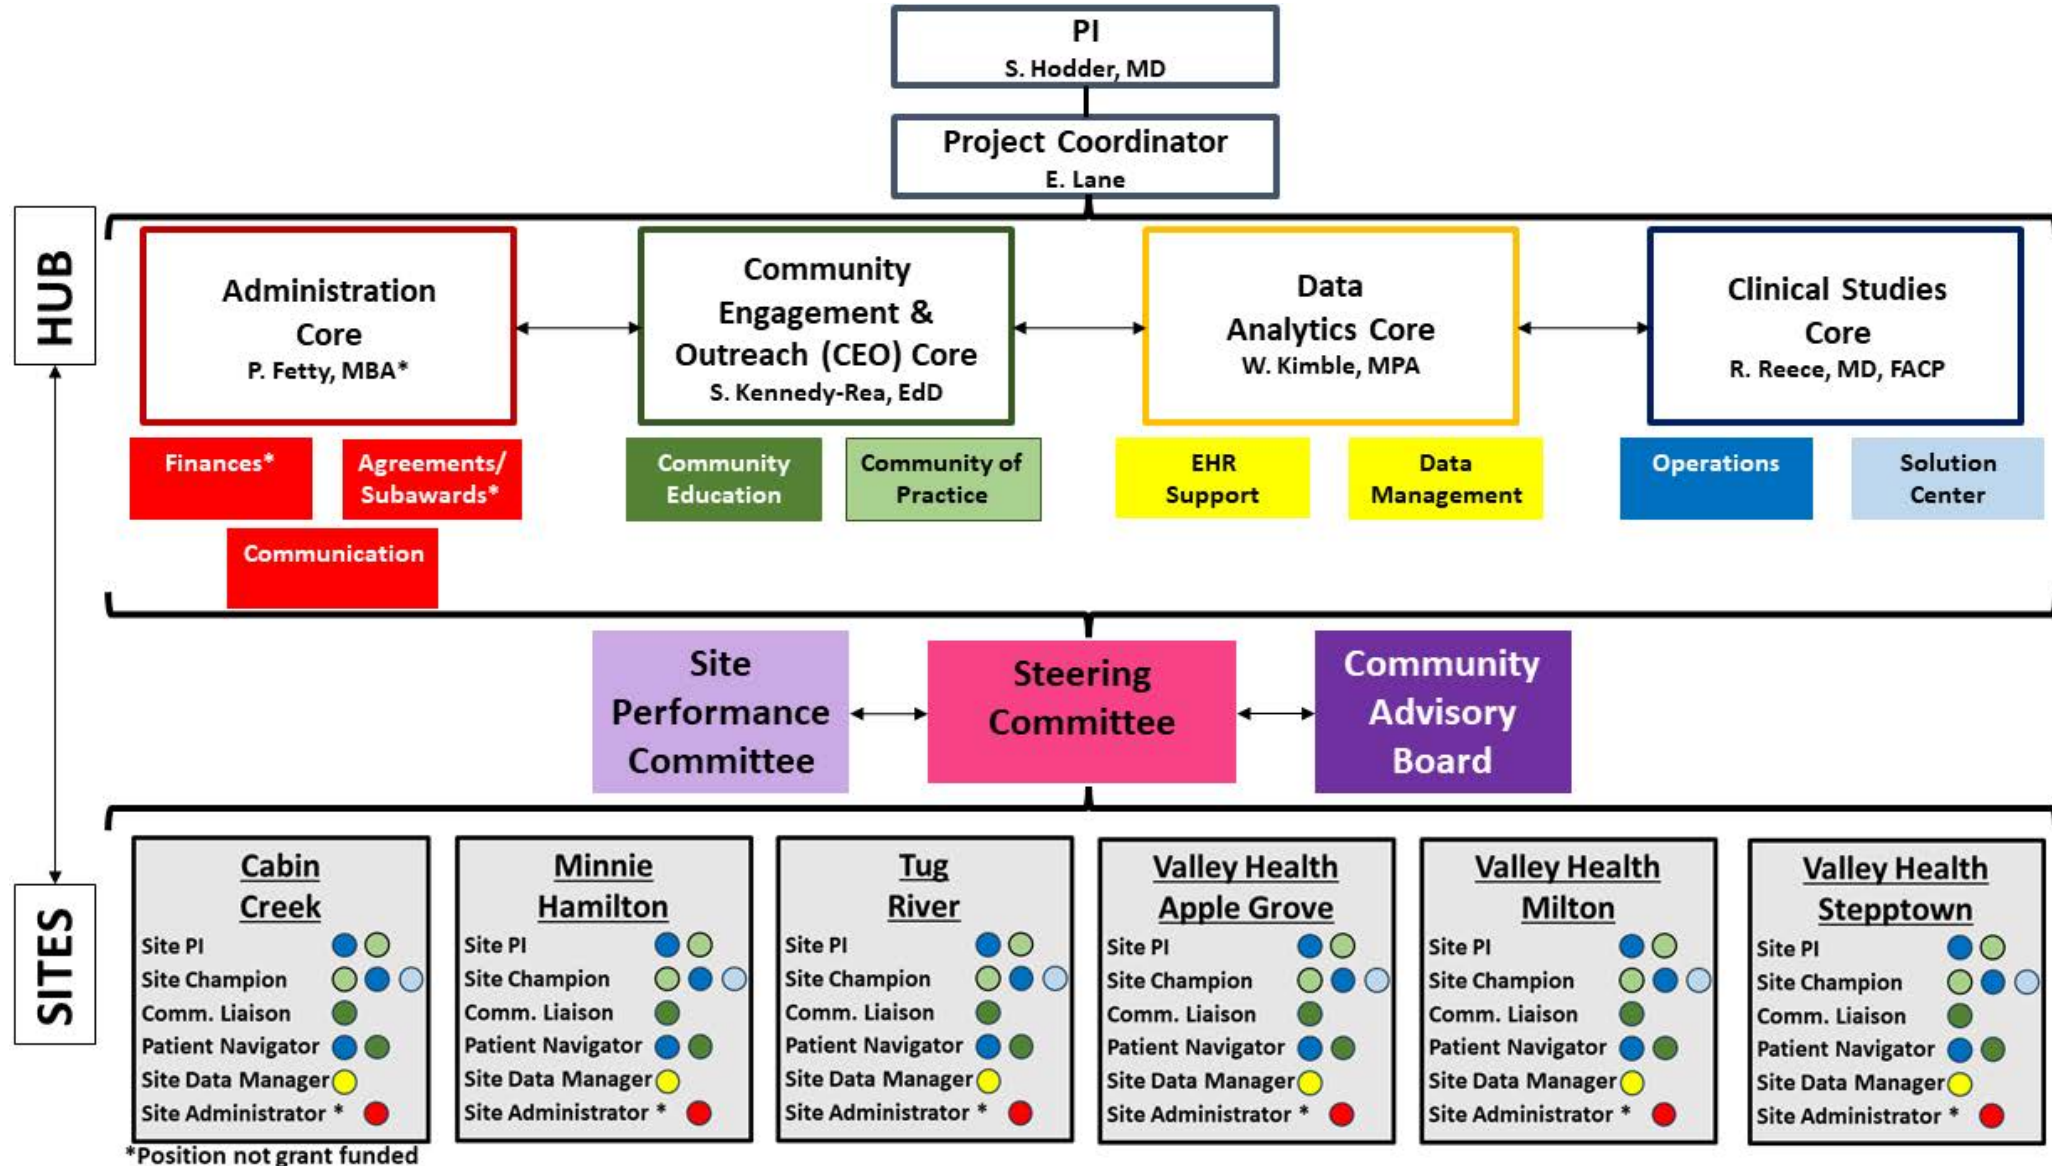 PI
S. Hodder, MD
Project Coordinator
E. Lane
HUB
Administration
Core
P. Fetty, MBA*
Community
Engagement &
Outreach (CEO) Core
S. Kennedy-Rea, EdD
Data
Analytics Core
W. Kimble, MPA
Clinical Studies
Core
R. Reece, MD, FACP
Finances*
Agreements/
Subawards*
Communication
Community
Education
Community of
Practice
EHR
Support
Data
Management
Operations
Solution
Center
Site
Performance
Committee
Steering
Committee
Community
Advisory
Board
SITES
Cabin
Creek
Site PI
Site Champion
Comm. Liaison
Patient Navigator
Site Data Manager
Site Administrator *
Minnie
Hamilton
Site PI
Site Champion
Comm. Liaison
Patient Navigator
Site Data Manager
Site Administrator *
Tug
River
Site PI
Site Champion
Comm. Liaison
Patient Navigator
Site Data Manager
Site Administrator *
Valley Health
Apple Grove
Site PI
Site Champion
Comm. Liaison
Patient Navigator
Site Data Manager
Site Administrator *
Valley Health
Milton
Site PI
Site Champion
Comm. Liaison
Patient Navigator
Site Data Manager
Site Administrator *
Valley Health
Stepptown
Site PI
Site Champion
Comm. Liaison
Patient Navigator
Site Data Manager
Site Administrator *
*Position not grant funded